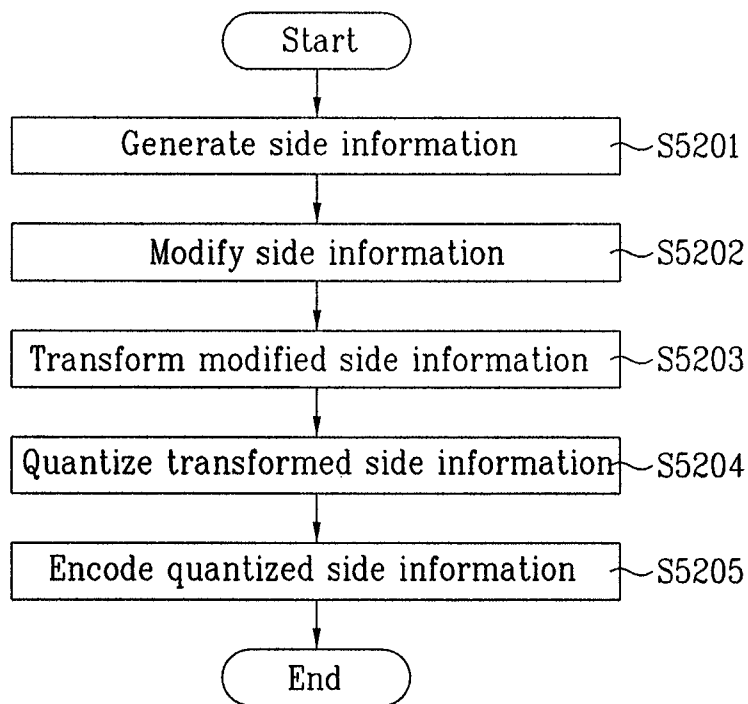 Start
Generate side information S5201
Modify side information S5202
Transform modified side information S5203
Quantize transformed side information S5204
Encode quantized side information S5205
End